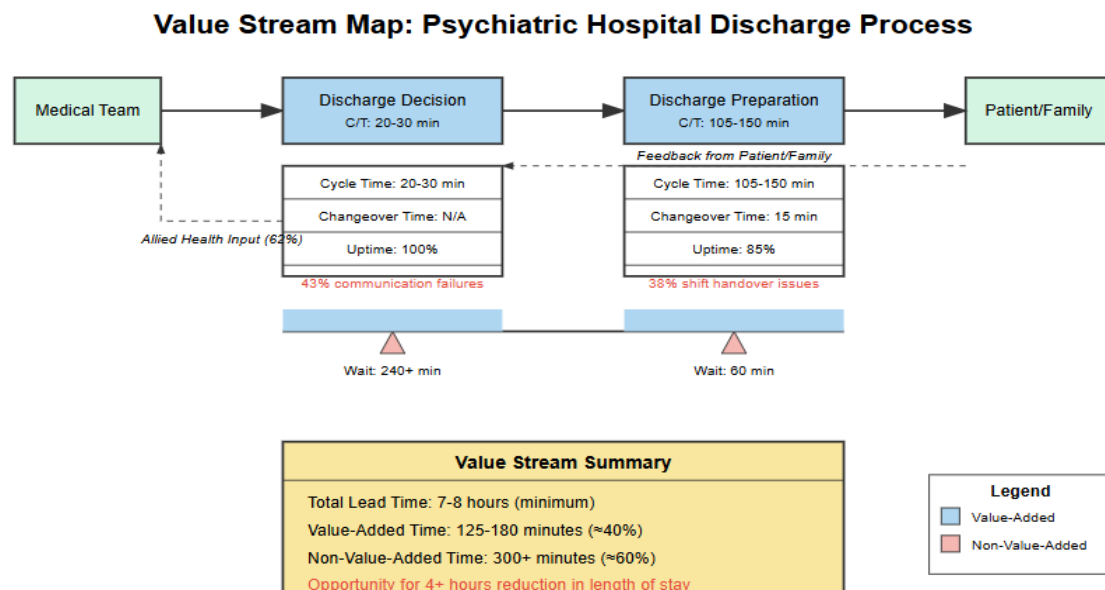 Value Stream Map: Psychiatric Hospital Discharge Process
Medical Team
Discharge Decision
C/T: 20-30 min
Discharge Preparation
C/T: 105-150 min
Patient/Family
Feedback from Patient/Family
Cycle Time: 20-30 min
Changeover Time: N/A
Uptime: 100%
43% communication failures
Allied Health Input (62%)
Cycle Time: 105-150 min
Changeover Time: 15 min
Uptime: 85%
38% shift handover issues
Wait: 240+ min
Wait: 60 min
Value Stream Summary
Total Lead Time: 7-8 hours (minimum)
Value-Added Time: 125-180 minutes (≈40%)
Non-Value-Added Time: 300+ minutes (≈60%)
Opportunity for 4+ hours reduction in length of stay
Legend
Value-Added
Non-Value-Added